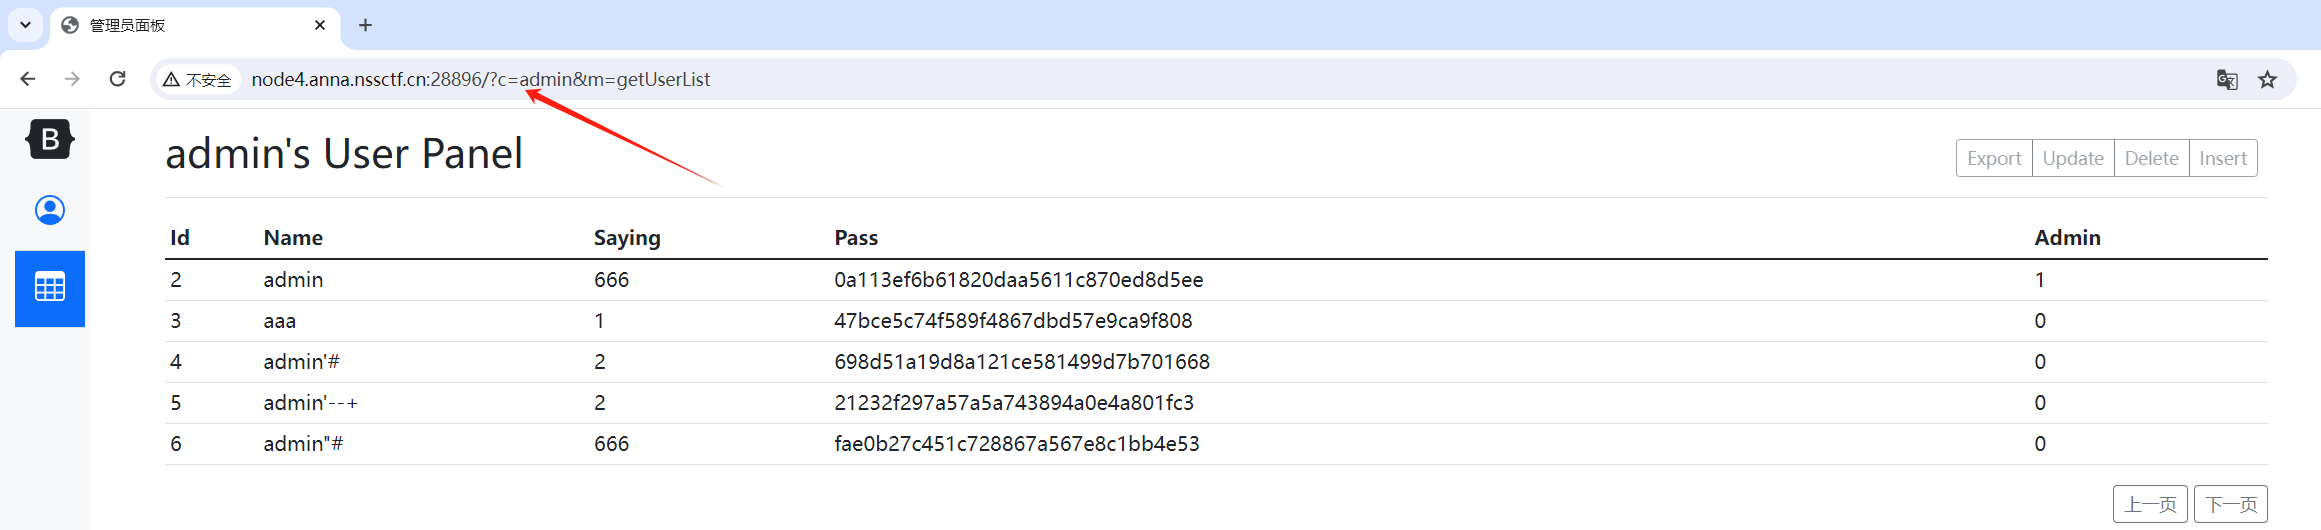 管理员面板
不安全 node4.anna.nssctf.cn:28896/?c=admin&m=getUserList
B
admin's User Panel
Export Update Delete Insert
Id Name Saying Pass Admin
2 admin 666 0a113ef6b61820daa5611c870ed8d5ee 1
3 aaa 1 47bce5c74f589f4867dbd57e9ca9f808 0
4 admin'# 2 698d51a19d8a121ce581499d7b701668 0
5 admin'--+ 2 21232f297a57a5a743894a0e4a801fc3 0
6 admin"# 666 fae0b27c451c728867a567e8c1bb4e53 0
上一页 下一页